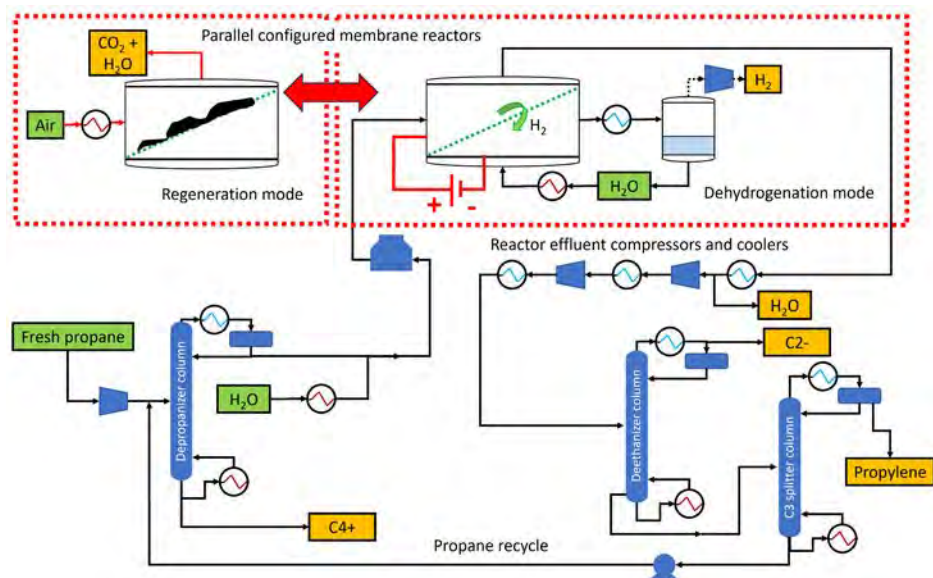 Parallel configured membrane reactors
CO₂ +
H₂O
H₂
Air
H₂
H₂O
Regeneration mode
Dehydrogenation mode
+
-
Reactor effluent compressors and coolers
H₂O
Fresh propane
C2-
Depropanizer column
H₂O
Deethanizer column
C3 splitter column
Propylene
C4+
Propane recycle